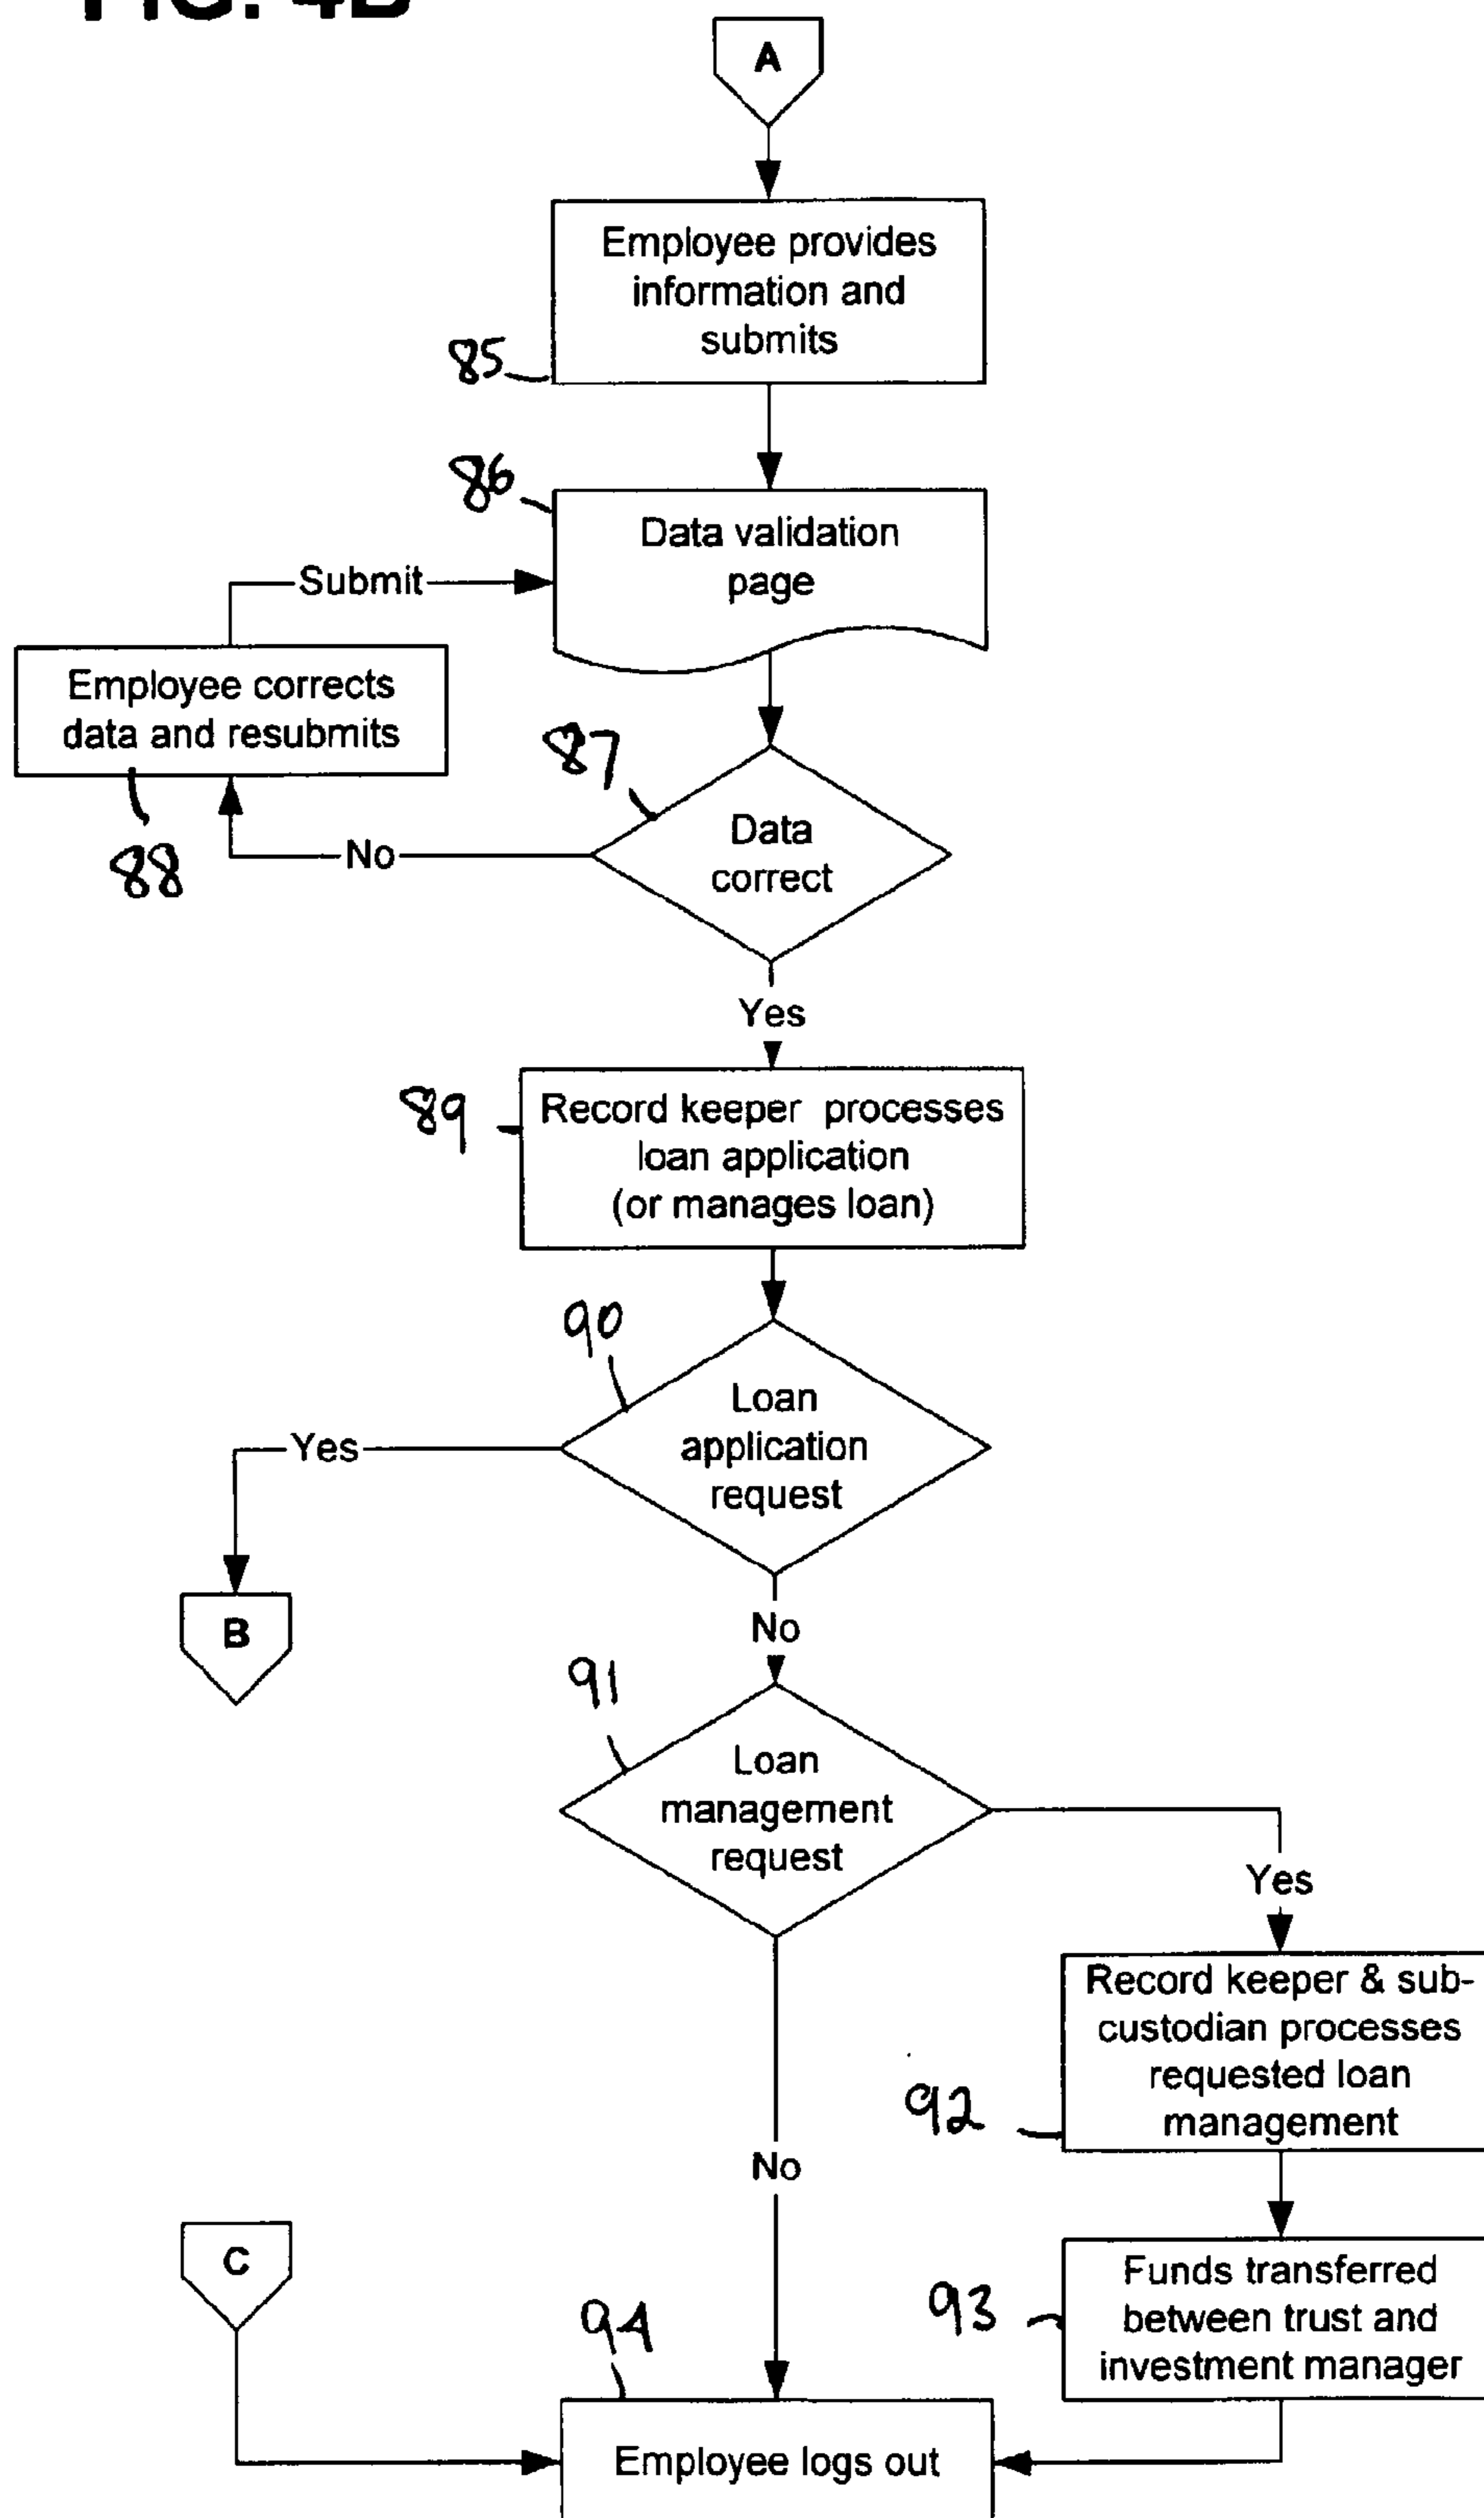 FIG. 4B
A
Employee provides
information and
submits
85
86
Data validation
page
Submit
Employee corrects
data and resubmits
88
87
Data
correct
No
Yes
89
Record keeper processes
loan application
(or manages loan)
90
Loan
application
request
Yes
B
No
91
Loan
management
request
Yes
Record keeper & sub-
custodian processes
requested loan
management
92
No
C
93
Funds transferred
between trust and
investment manager
94
Employee logs out